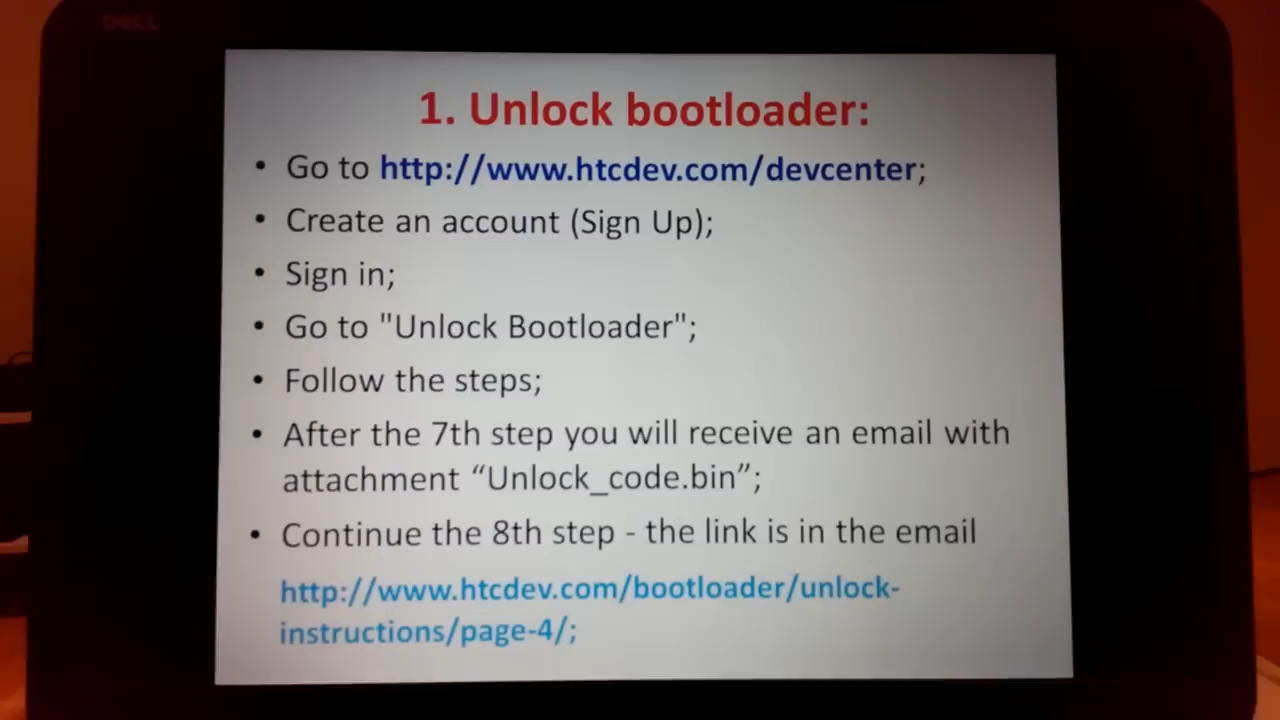 DELL
1. Unlock bootloader:
• Go to http://www.htcdev.com/devcenter;
• Create an account (Sign Up);
• Sign in;
• Go to "Unlock Bootloader";
• Follow the steps;
• After the 7th step you will receive an email with
attachment “Unlock_code.bin”;
• Continue the 8th step - the link is in the email
http://www.htcdev.com/bootloader/unlock-
instructions/page-4/;